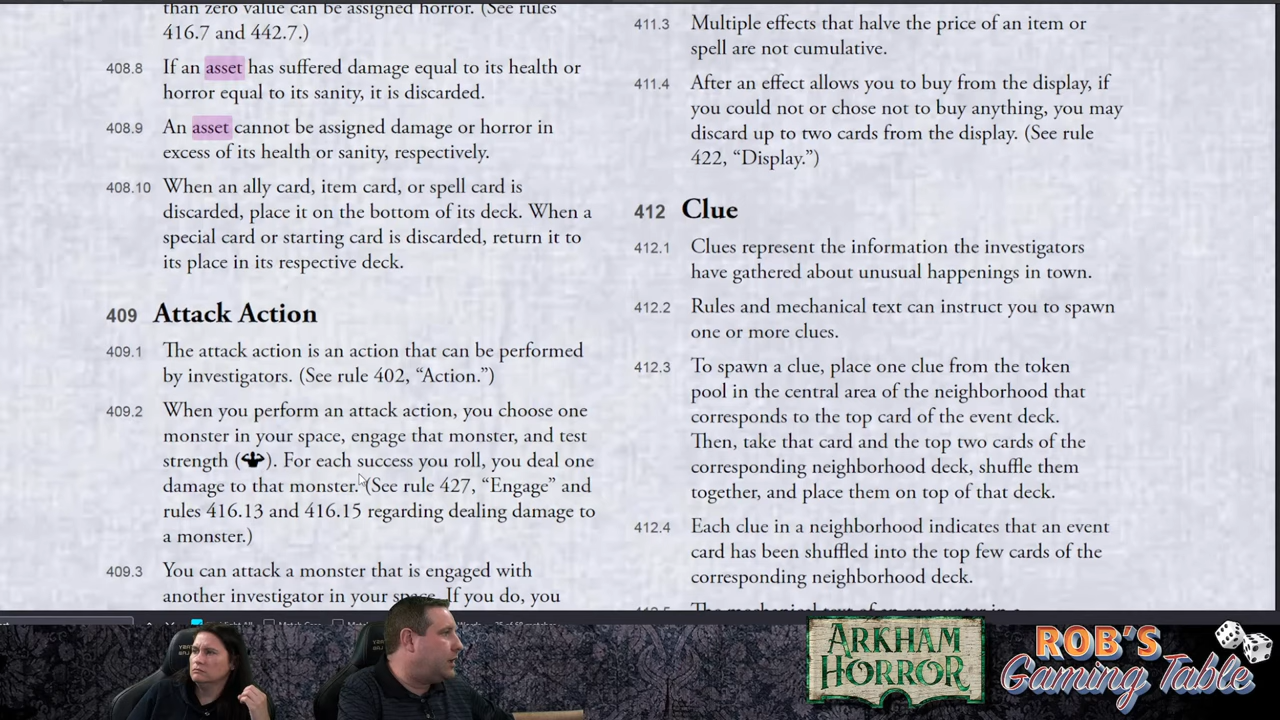 than zero value can be assigned horror. (See rules
416.7 and 442.7.)
408.8 If an asset has suffered damage equal to its health or
horror equal to its sanity, it is discarded.
408.9 An asset cannot be assigned damage or horror in
excess of its health or sanity, respectively.
408.10 When an ally card, item card, or spell card is
discarded, place it on the bottom of its deck. When a
special card or starting card is discarded, return it to
its place in its respective deck.
409 Attack Action
409.1 The attack action is an action that can be performed
by investigators. (See rule 402, “Action.”)
409.2 When you perform an attack action, you choose one
monster in your space, engage that monster, and test
strength ( ). For each success you roll, you deal one
damage to that monster. (See rule 427, “Engage” and
rules 416.13 and 416.15 regarding dealing damage to
a monster.)
409.3 You can attack a monster that is engaged with
another investigator in your space. If you do, you
411.3 Multiple effects that halve the price of an item or
spell are not cumulative.
411.4 After an effect allows you to buy from the display, if
you could not or chose not to buy anything, you may
discard up to two cards from the display. (See rule
422, “Display.”)
412 Clue
412.1 Clues represent the information the investigators
have gathered about unusual happenings in town.
412.2 Rules and mechanical text can instruct you to spawn
one or more clues.
412.3 To spawn a clue, place one clue from the token
pool in the central area of the neighborhood that
corresponds to the top card of the event deck.
Then, take that card and the top two cards of the
corresponding neighborhood deck, shuffle them
together, and place them on top of that deck.
412.4 Each clue in a neighborhood indicates that an event
card has been shuffled into the top few cards of the
corresponding neighborhood deck.
The mechanical text of an encounter in a
ARKHAM
HORROR
ROB'S
Gaming Table